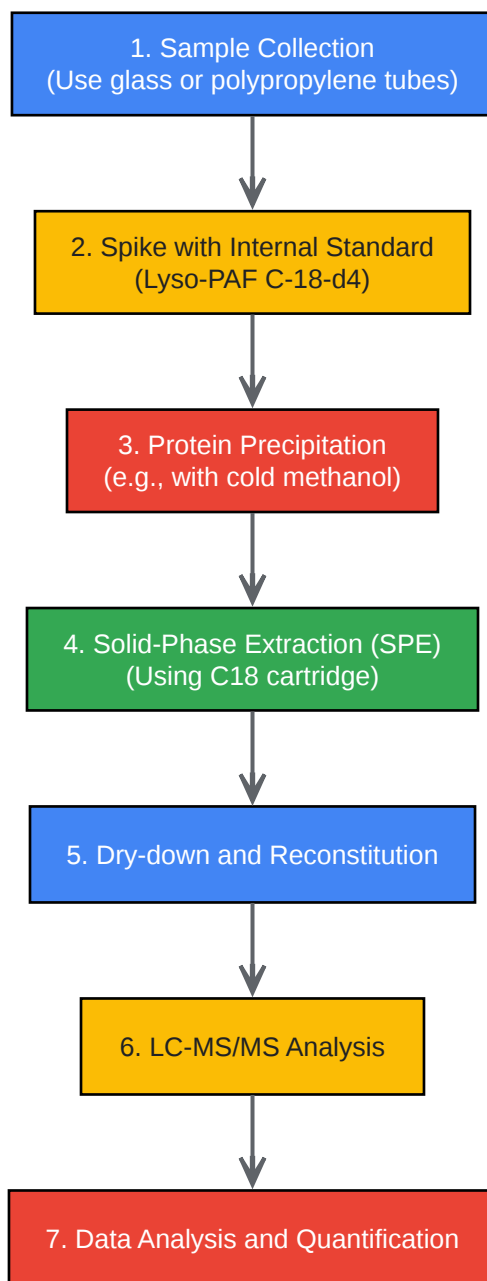 1. Sample Collection
(Use glass or polypropylene tubes)
2. Spike with Internal Standard
(Lyso-PAF C-18-d4)
3. Protein Precipitation
(e.g., with cold methanol)
4. Solid-Phase Extraction (SPE)
(Using C18 cartridge)
5. Dry-down and Reconstitution
6. LC-MS/MS Analysis
7. Data Analysis and Quantification